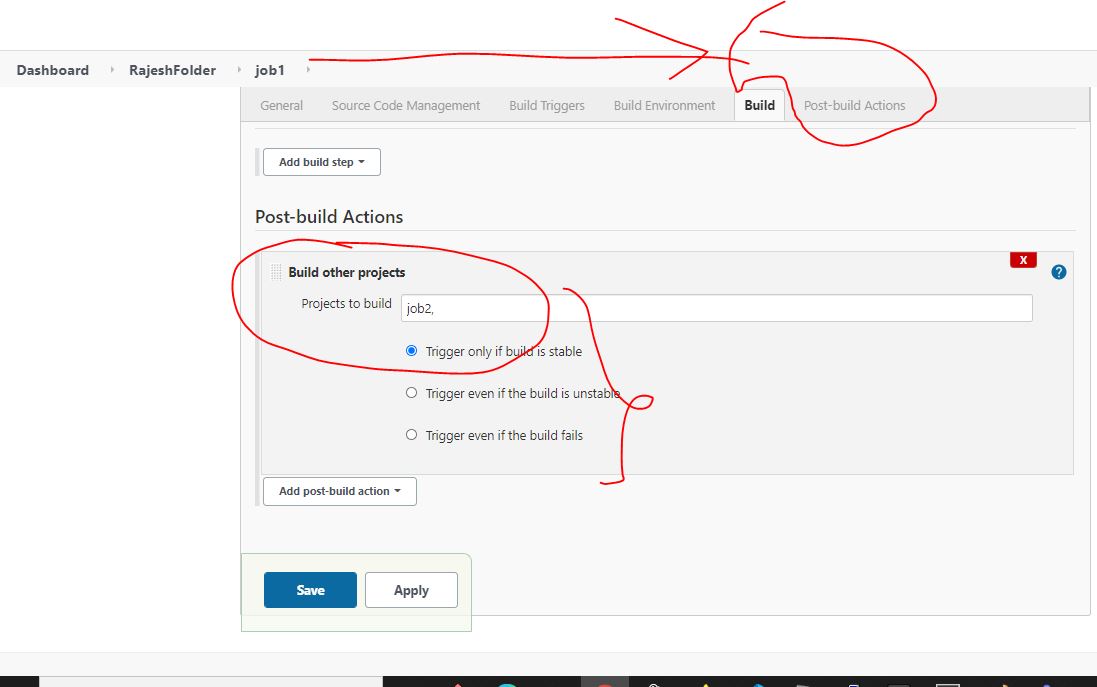 Dashboard RajeshFolder job1
General Source Code Management Build Triggers Build Environment Build Post-build Actions
Add build step
Post-build Actions
Build other projects X ?
Projects to build job2,
Trigger only if build is stable
Trigger even if the build is unstable
Trigger even if the build fails
Add post-build action
Save Apply